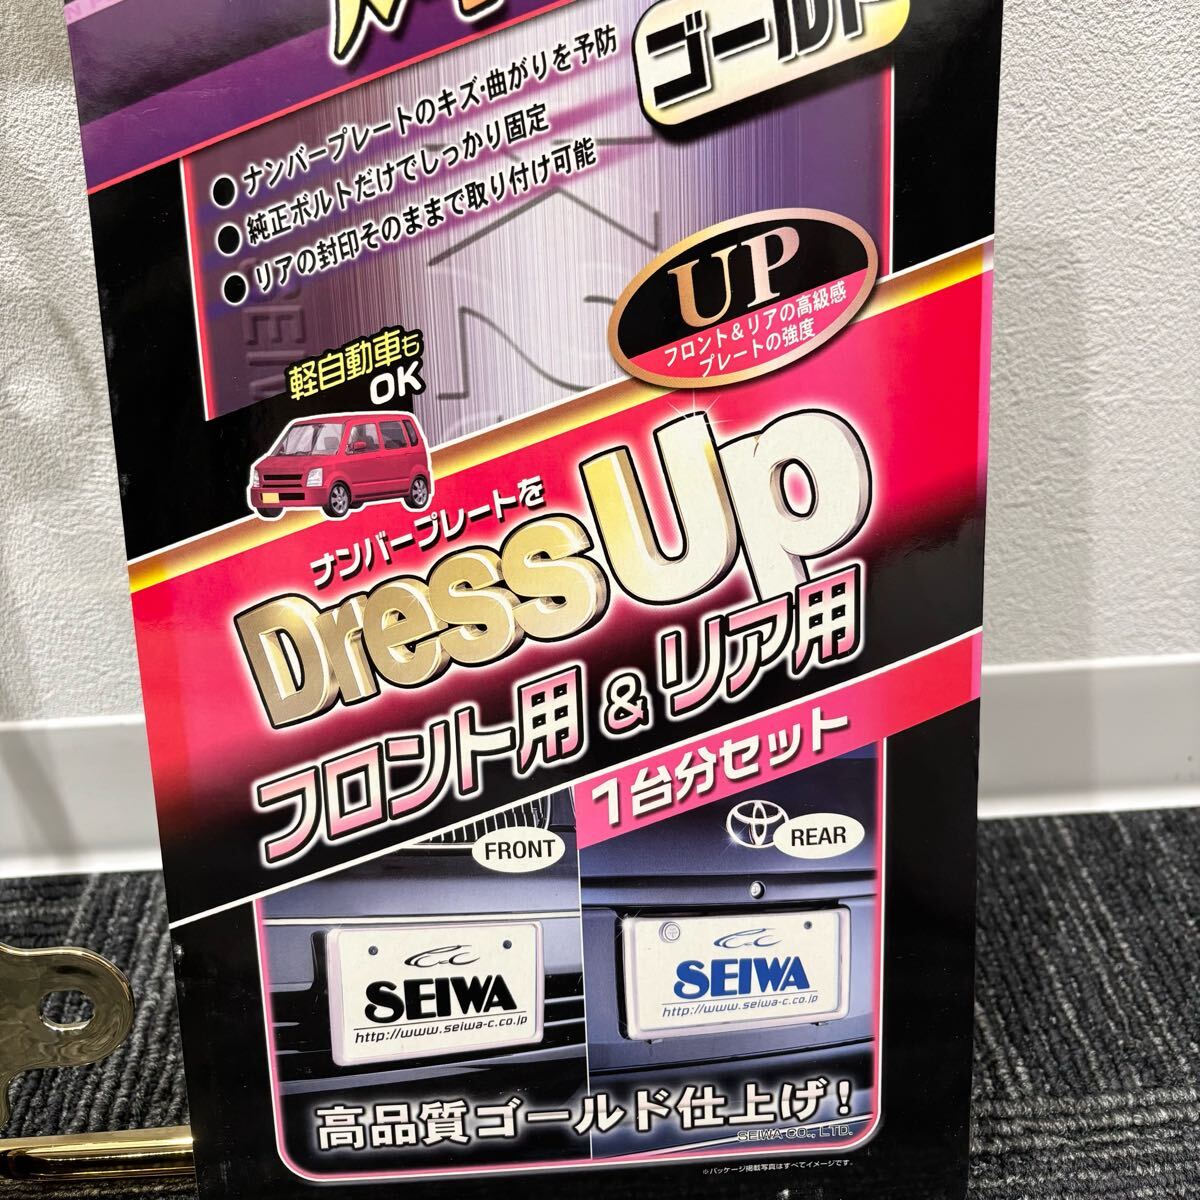 ゴールド
●ナンバープレートのキズ・曲がりを予防
●純正ボルトだけでしっかり固定
●リアの封印そのままで取り付け可能
UP
フロント&リアの高級感
プレートの強度
軽自動車も
OK
ナンバープレートを
DressUp
フロント用&リア用
1台分セット
FRONT
REAR
SEIWA
http://www.seiwa-c.co.jp
SEIWA
http://www.seiwa-c.co.jp
高品質ゴールド仕上げ!
SEIWA CO., LTD.
※パッケージ掲載写真はすべてイメージです。